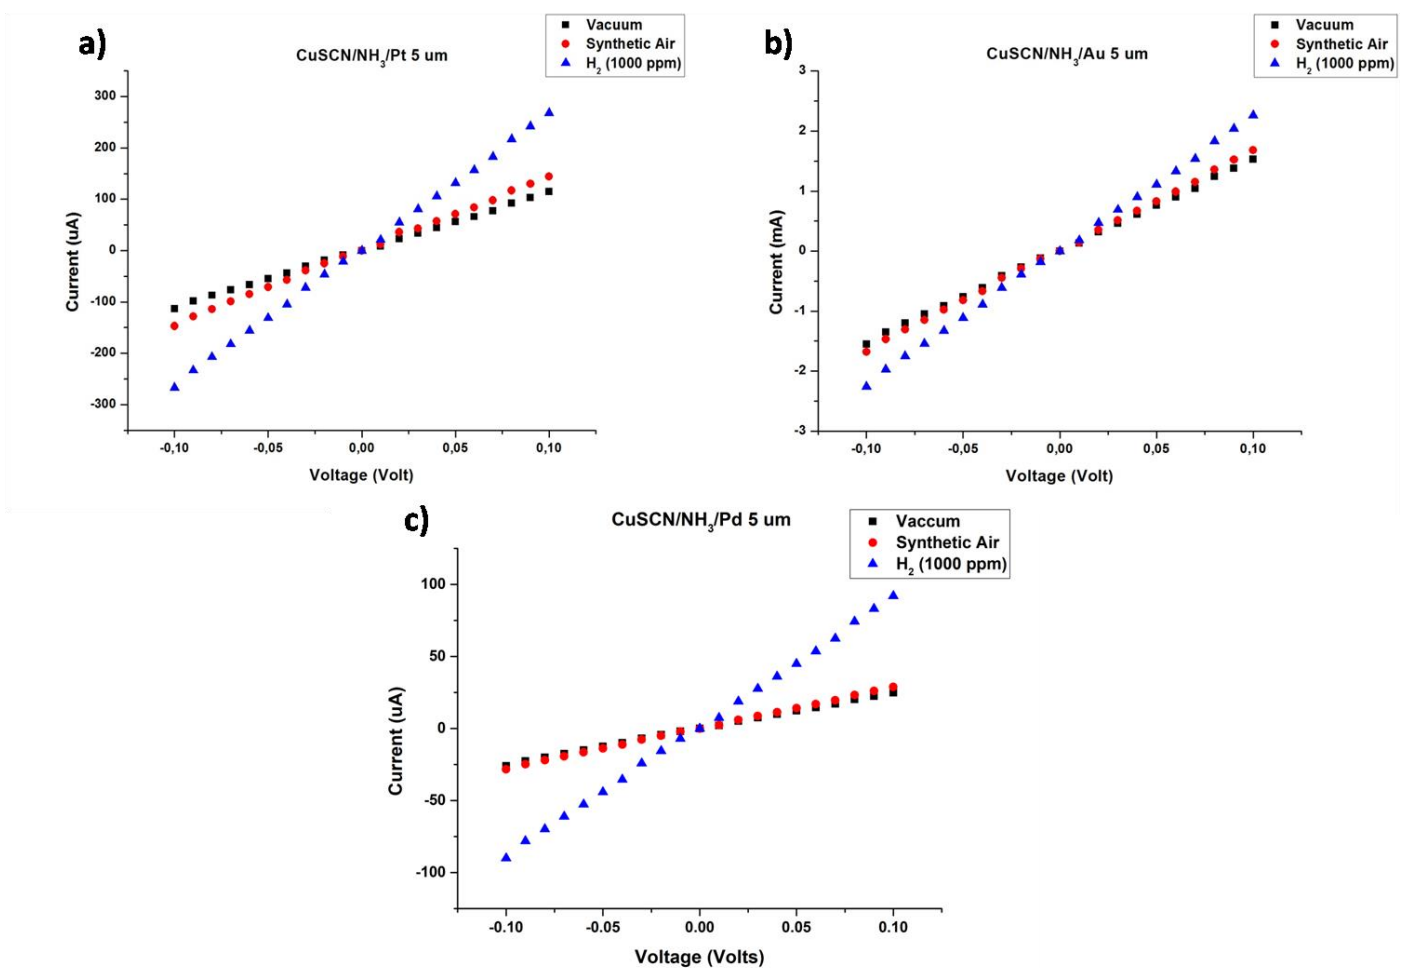 a)
CuSCN/NH3/Pt 5 um
Vacuum
Synthetic Air
H2 (1000 ppm)
300
200
100
0
-100
-200
-300
Current (uA)
-0,10 -0,05 0,00 0,05 0,10
Voltage (Volt)
b)
CuSCN/NH3/Au 5 um
Vacuum
Synthetic Air
H2 (1000 ppm)
3
2
1
0
-1
-2
-3
Current (mA)
-0,10 -0,05 0,00 0,05 0,10
Voltage (Volt)
c)
CuSCN/NH3/Pd 5 um
Vaccum
Synthetic Air
H2 (1000 ppm)
100
50
0
-50
-100
Current (uA)
-0.10 -0.05 0.00 0.05 0.10
Voltage (Volts)